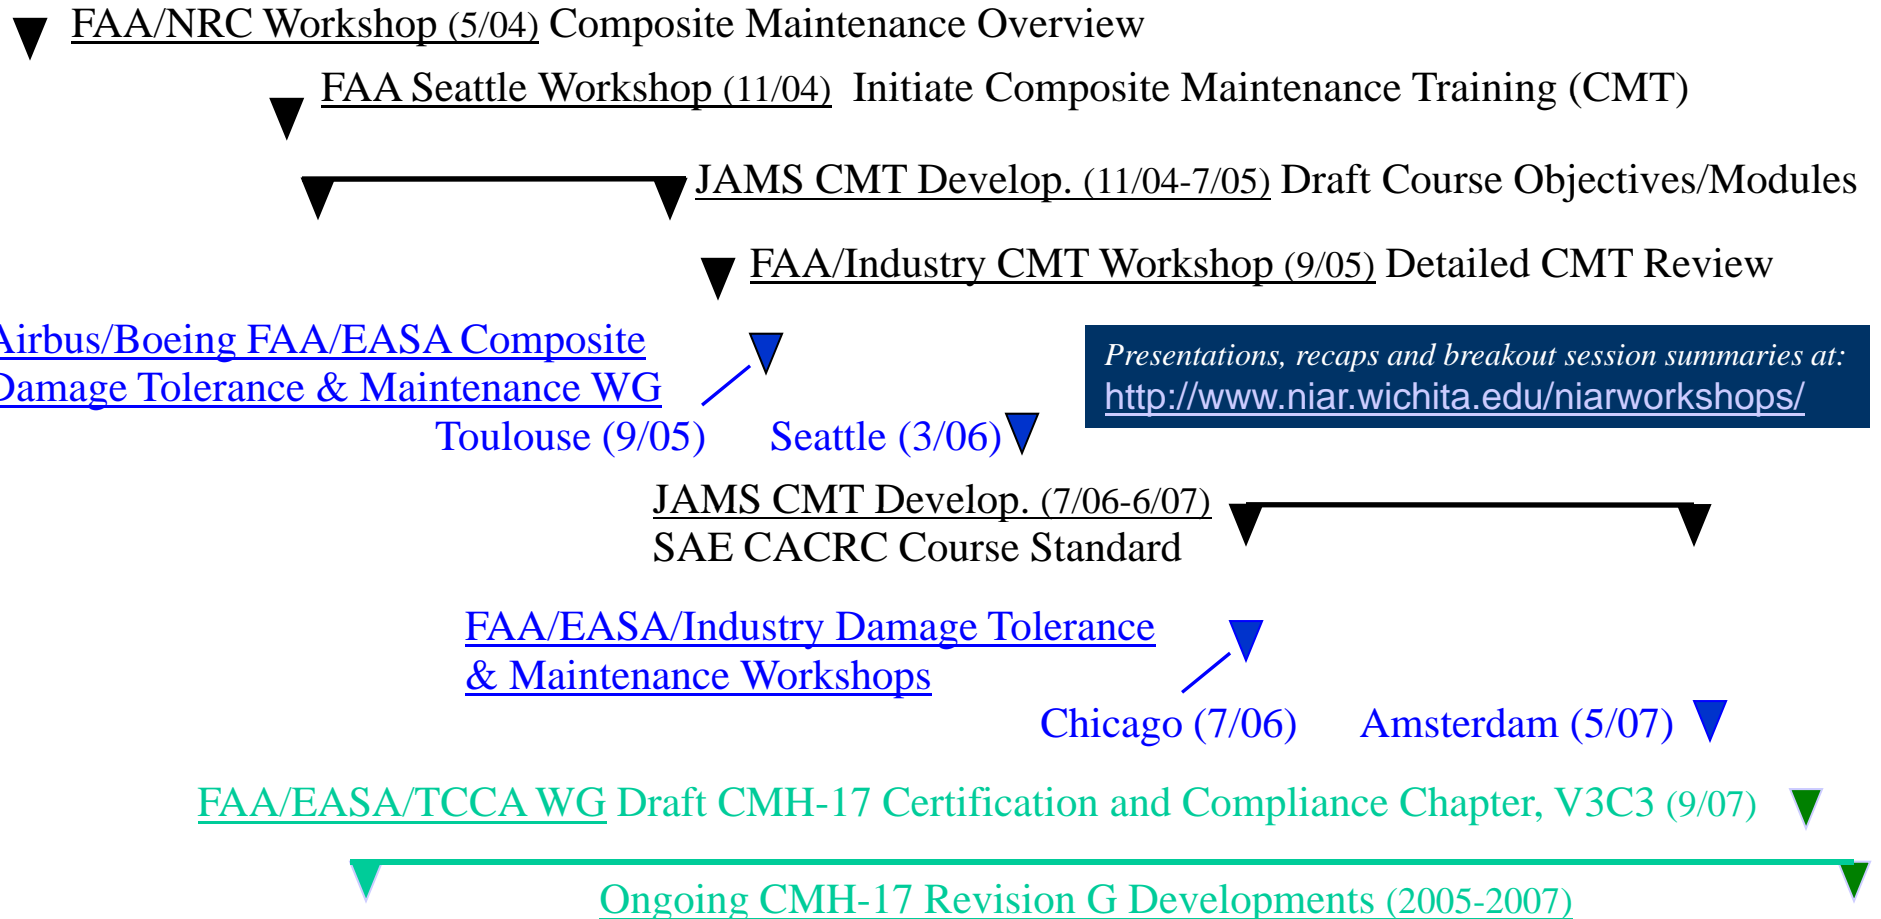 FAA/NRC Workshop (5/04) Composite Maintenance Overview
FAA Seattle Workshop (11/04) Initiate Composite Maintenance Training (CMT)
JAMS CMT Develop. (11/04-7/05) Draft Course Objectives/Modules
FAA/Industry CMT Workshop (9/05) Detailed CMT Review
Airbus/Boeing FAA/EASA Composite
Damage Tolerance & Maintenance WG
Toulouse (9/05) Seattle (3/06)
Presentations, recaps and breakout session summaries at:
http://www.niar.wichita.edu/niarworkshops/
JAMS CMT Develop. (7/06-6/07)
SAE CACRC Course Standard
FAA/EASA/Industry Damage Tolerance
& Maintenance Workshops
Chicago (7/06) Amsterdam (5/07)
FAA/EASA/TCCA WG Draft CMH-17 Certification and Compliance Chapter, V3C3 (9/07)
Ongoing CMH-17 Revision G Developments (2005-2007)